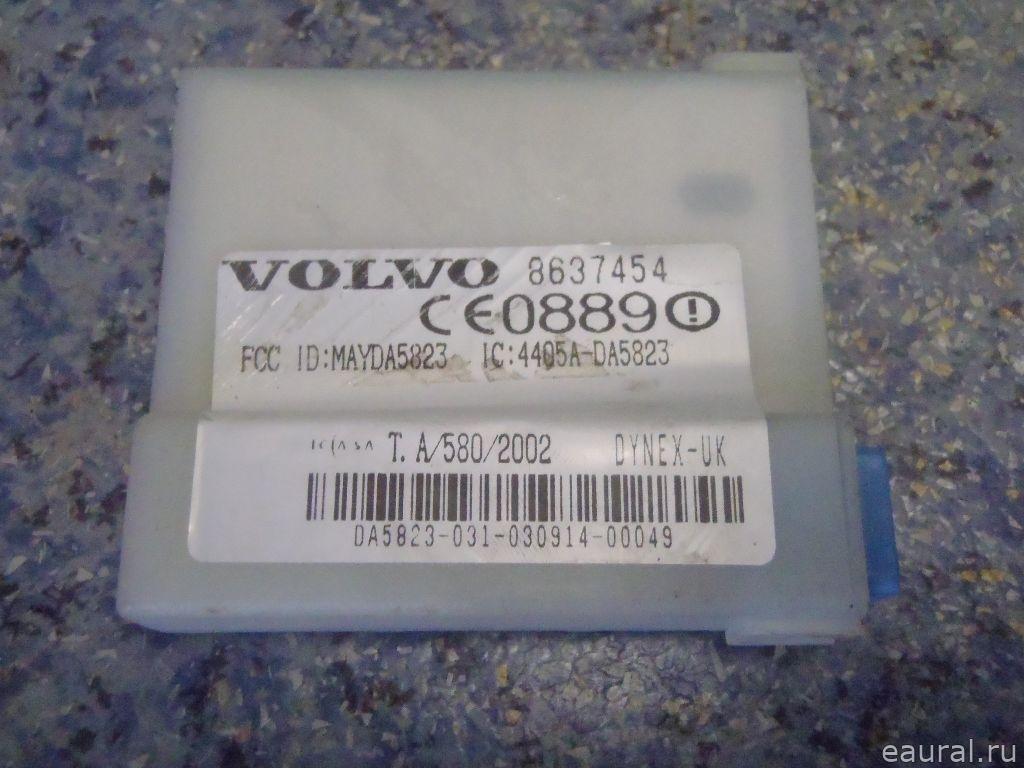 VOLVO 8637454
CE0889
FCC ID:MAYDA5823 IC:4405A-DA5823
T. A/580/2002 DYNEX-UK
DA5823-031-030914-00049
eaural.ru